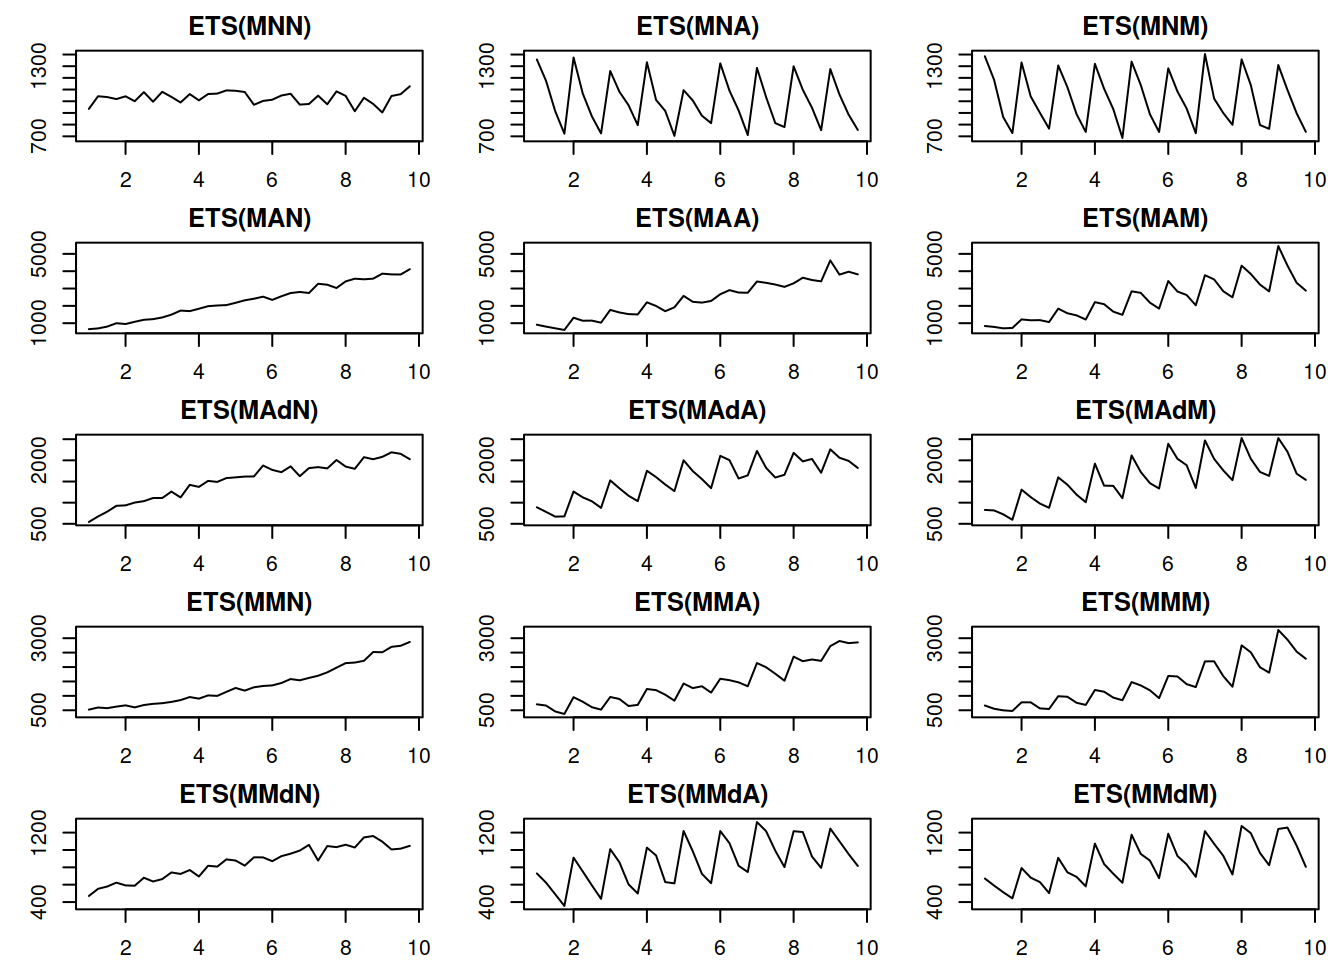 ETS(MNN) ETS(MNA) ETS(MNM)
700 1300 700 1300 700 1300
2 4 6 8 10 2 4 6 8 10 2 4 6 8 10
ETS(MAN) ETS(MAA) ETS(MAM)
1000 5000 1000 5000 1000 5000
2 4 6 8 10 2 4 6 8 10 2 4 6 8 10
ETS(MAdN) ETS(MAdA) ETS(MAdM)
500 2000 500 2000 500 2000
2 4 6 8 10 2 4 6 8 10 2 4 6 8 10
ETS(MMN) ETS(MMA) ETS(MMM)
500 3000 500 3000 500 3000
2 4 6 8 10 2 4 6 8 10 2 4 6 8 10
ETS(MMdN) ETS(MMdA) ETS(MMdM)
400 1200 400 1200 400 1200
2 4 6 8 10 2 4 6 8 10 2 4 6 8 10